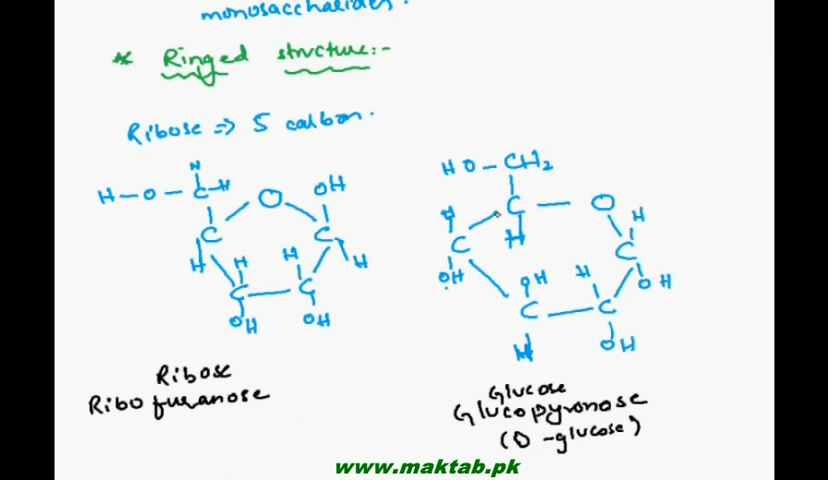 monosaccharides.
* Ringed structure:-
Ribose => 5 carbon.
H
H-O-C-H
O
OH
C
C
H
H
H
H
C
C
OH
OH
Ribose
Ribofuranose
HO-CH2
C
O
H
H
H
C
C
OH
OH
OH
H
C
C
H
OH
Glucose
Glucopyronose
(D-glucose)
www.maktab.pk